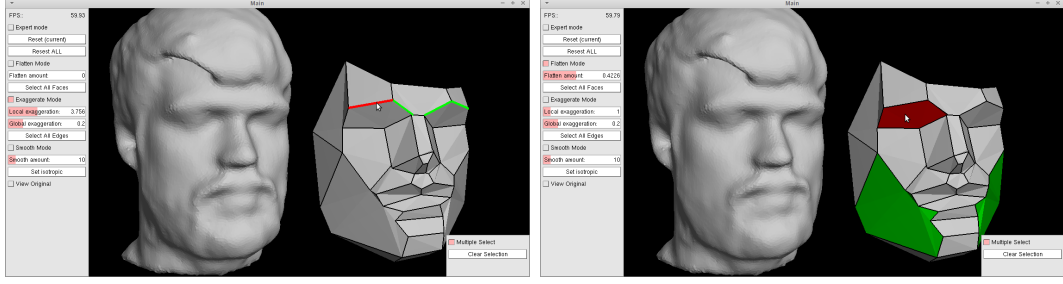 Main
FPS:: 59.93
Expert mode
Reset (current)
Resest ALL
Flatten Mode
Flatten amount: 0
Select All Faces
Exaggerate Mode
Local exaggeration: 3.756
Global exaggeration: 0.2
Select All Edges
Smooth Mode
Smooth amount: 10
Set isotropic
View Original
Multiple Select
Clear Selection
Main
FPS:: 59.79
Expert mode
Reset (current)
Resest ALL
Flatten Mode
Flatten amount: 0.4226
Select All Faces
Exaggerate Mode
Local exaggeration: 1
Global exaggeration: 0.2
Select All Edges
Smooth Mode
Smooth amount: 10
Set isotropic
View Original
Multiple Select
Clear Selection